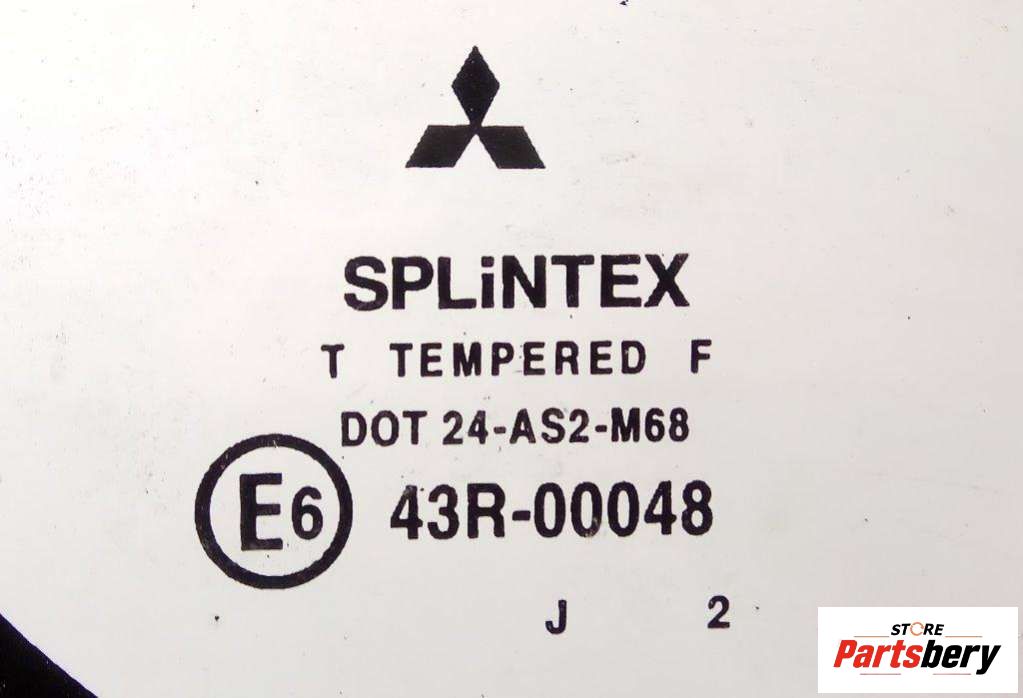 SPLiNTEX
T TEMPERED F
DOT 24-AS2-M68
E6 43R-00048
J 2
STORE
Partsbery